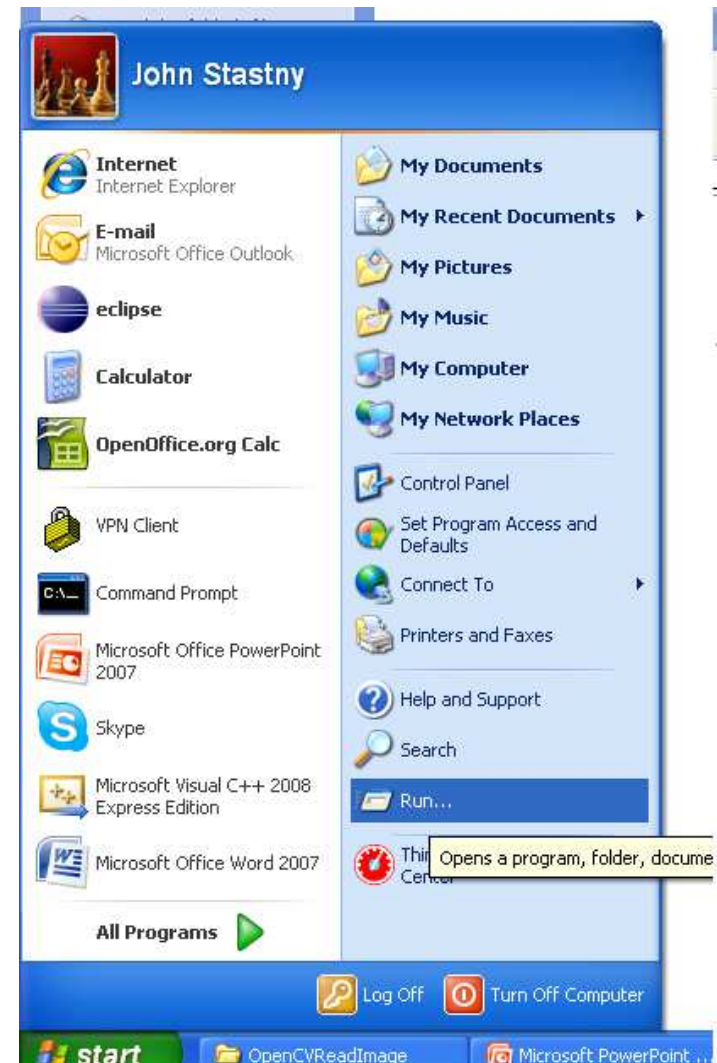 John Stastny
Internet
Internet Explorer
E-mail
Microsoft Office Outlook
eclipse
Calculator
OpenOffice.org Calc
VPN Client
C:\_
Command Prompt
Microsoft Office PowerPoint
2007
Skype
Microsoft Visual C++ 2008
Express Edition
Microsoft Office Word 2007
All Programs
My Documents
My Recent Documents
My Pictures
My Music
My Computer
My Network Places
Control Panel
Set Program Access and
Defaults
Connect To
Printers and Faxes
Help and Support
Search
Run...
Opens a program, folder, docume
Log Off
Turn Off Computer
start
OpenCVReadImage
Microsoft PowerPoint ...